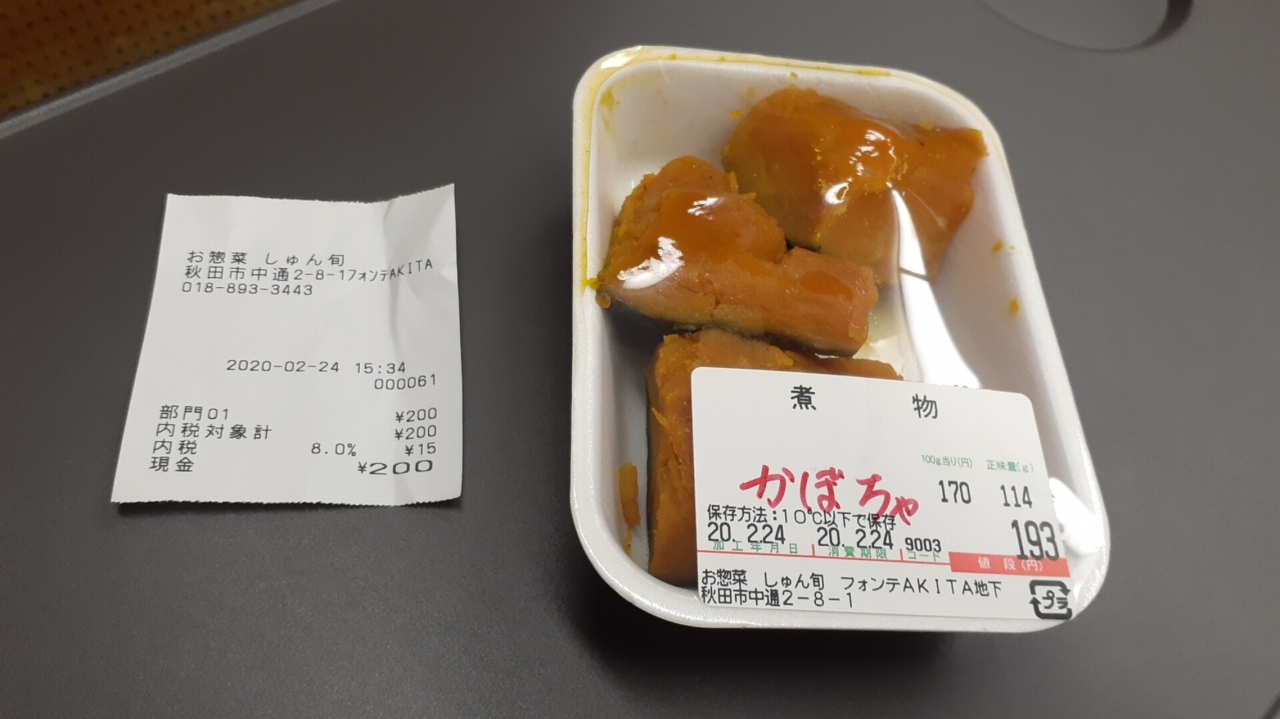 お惣菜 しゅん旬
秋田市中通2-8-1フォンテAKITA
018-893-3443
2020-02-24 15:34
000061
部門01 ¥200
内税対象計 ¥200
内税 8.0% ¥15
現金 ¥200
煮 物
100g当り(円) 正味量(g)
かぼちゃ 170 114
保存方法:10℃以下で保存
20. 2.24 20. 2.24 9003 193
加工年月日 消費期限 コード 値段(円)
お惣菜 しゅん旬 フォンテAKITA地下
秋田市中通2-8-1
プラ